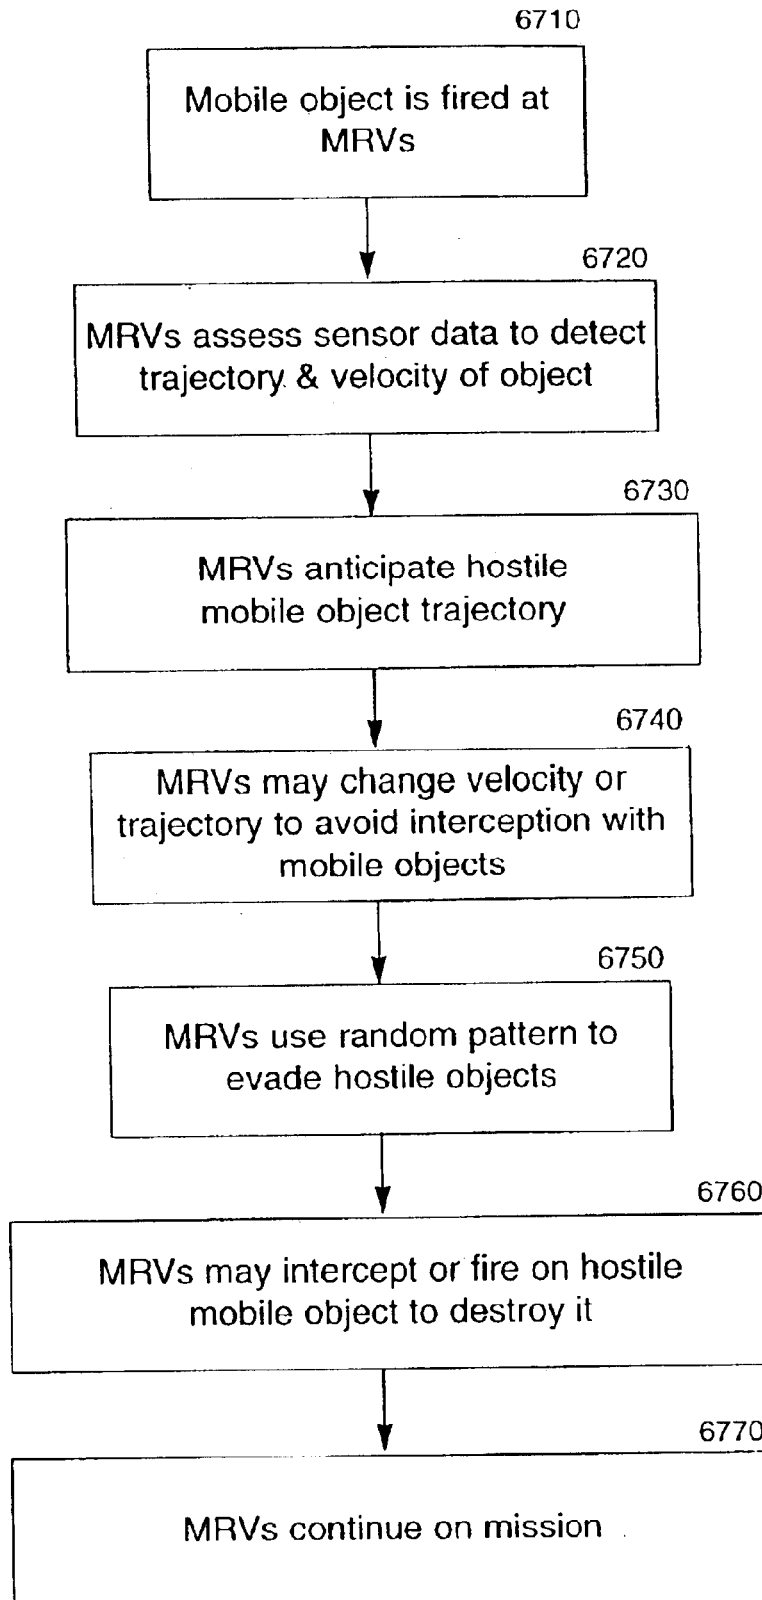 6710
Mobile object is fired at
MRVs
6720
MRVs assess sensor data to detect
trajectory & velocity of object
6730
MRVs anticipate hostile
mobile object trajectory
6740
MRVs may change velocity or
trajectory to avoid interception with
mobile objects
6750
MRVs use random pattern to
evade hostile objects
6760
MRVs may intercept or fire on hostile
mobile object to destroy it
6770
MRVs continue on mission